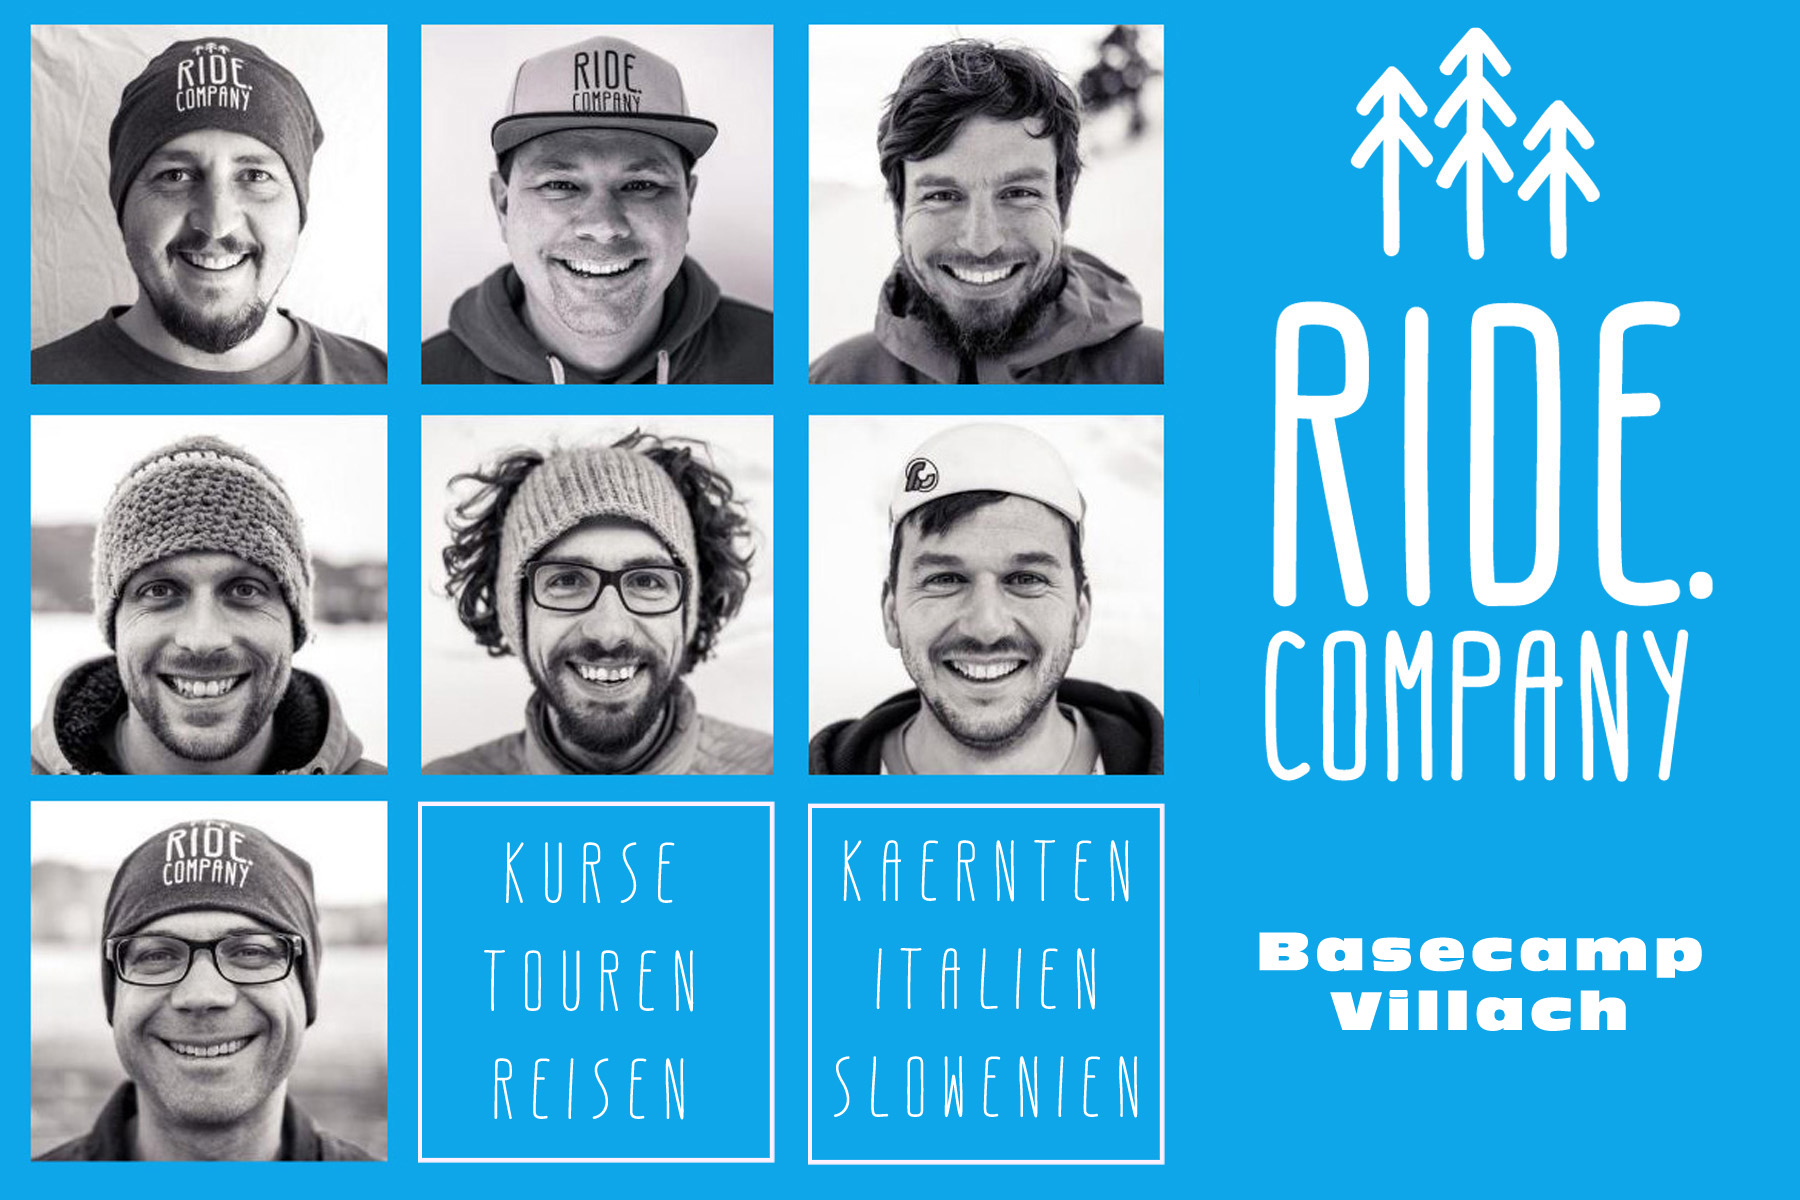 RIDE.
COMPANY
RIDE.
COMPANY
RIDE.
COMPANY
KURSE
TOUREN
REISEN
KAERNTEN
ITALIEN
SLOWENIEN
RIDE.
COMPANY
Basecamp
Villach